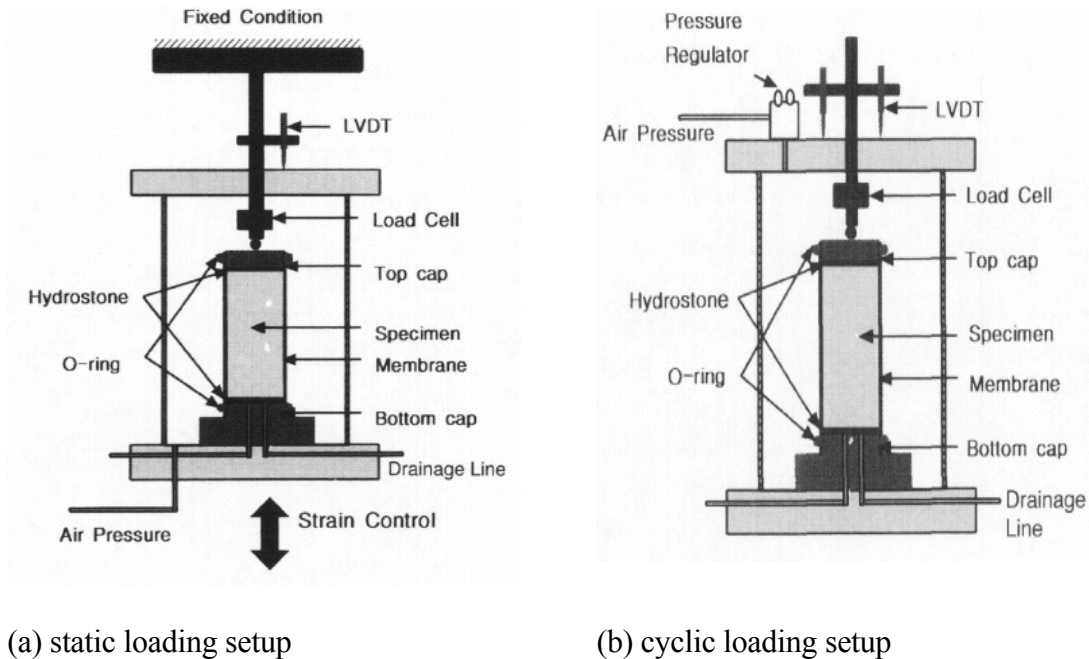 Fixed Condition
LVDT
Load Cell
Top cap
Hydrostone
Specimen
O-ring
Membrane
Bottom cap
Drainage Line
Air Pressure
Strain Control
(a) static loading setup
Pressure
Regulator
LVDT
Air Pressure
Load Cell
Top cap
Hydrostone
Specimen
O-ring
Membrane
Bottom cap
Drainage
Line
(b) cyclic loading setup